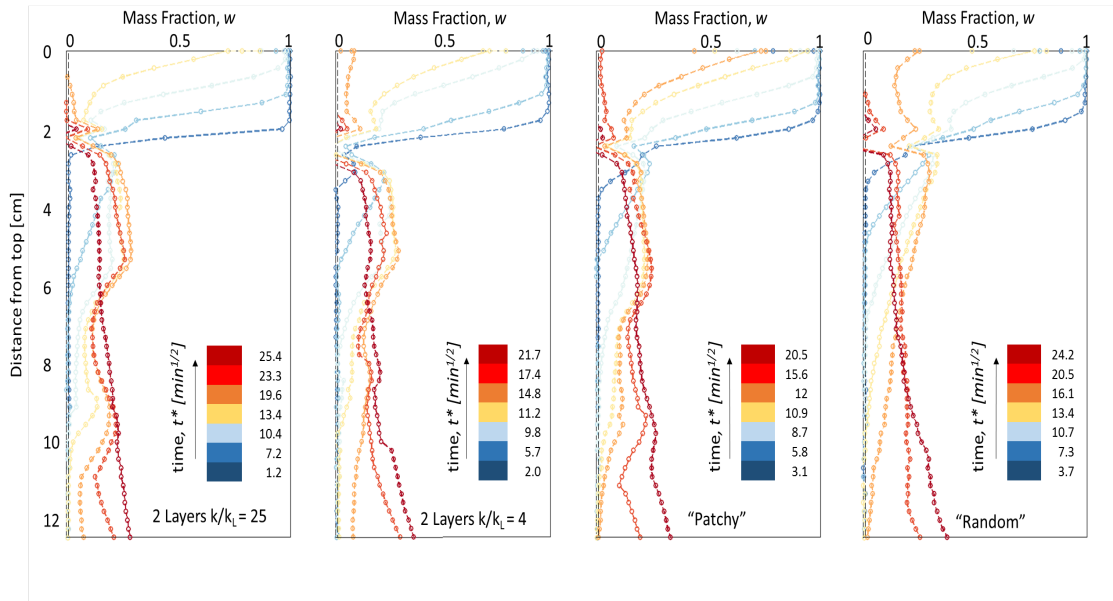 Mass Fraction, w
Mass Fraction, w
Mass Fraction, w
Mass Fraction, w
0 0.5 1
0 0.5 1
0 0.5 1
0 0.5 1
Distance from top [cm]
0
2
4
6
8
10
12
time, t* [min1/2]
25.4
23.3
19.6
13.4
10.4
7.2
1.2
2 Layers k/kL = 25
time, t* [min1/2]
21.7
17.4
14.8
11.2
9.8
5.7
2.0
2 Layers k/kL = 4
time, t* [min1/2]
20.5
15.6
12
10.9
8.7
5.8
3.1
“Patchy”
time, t* [min1/2]
24.2
20.5
16.1
13.4
10.7
7.3
3.7
“Random”